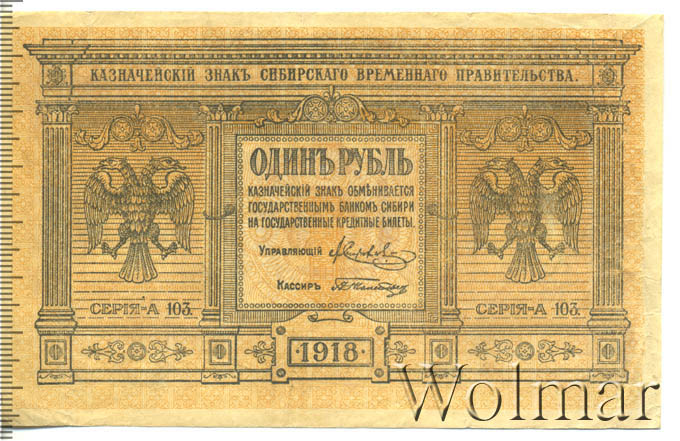 КАЗНАЧЕЙСКІЙ ЗНАКЪ СИБИРСКАГО ВРЕМЕННАГО ПРАВИТЕЛЬСТВА.
ОДИНЪ РУБЛЬ
КАЗНАЧЕЙСКІЙ ЗНАКЪ ОБМѢНИВАЕТСЯ
ГОСУДАРСТВЕННЫМЪ БАНКОМЪ СИБИРИ
НА ГОСУДАРСТВЕННЫЕ КРЕДИТНЫЕ БИЛЕТЫ.
УПРАВЛЯЮЩІЙ
КАССИРЪ
СЕРІЯ-А 103.
СЕРІЯ-А 103.
·1918·
Wolmar